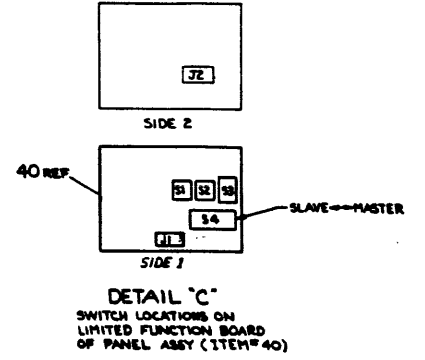 J2
SIDE 2
40 REF
S1 S2 S3
SLAVE↔MASTER
S4
J1
SIDE 1
DETAIL "C"
SWITCH LOCATIONS ON
LIMITED FUNCTION BOARD
OF PANEL ASSY (ITEM# 40)